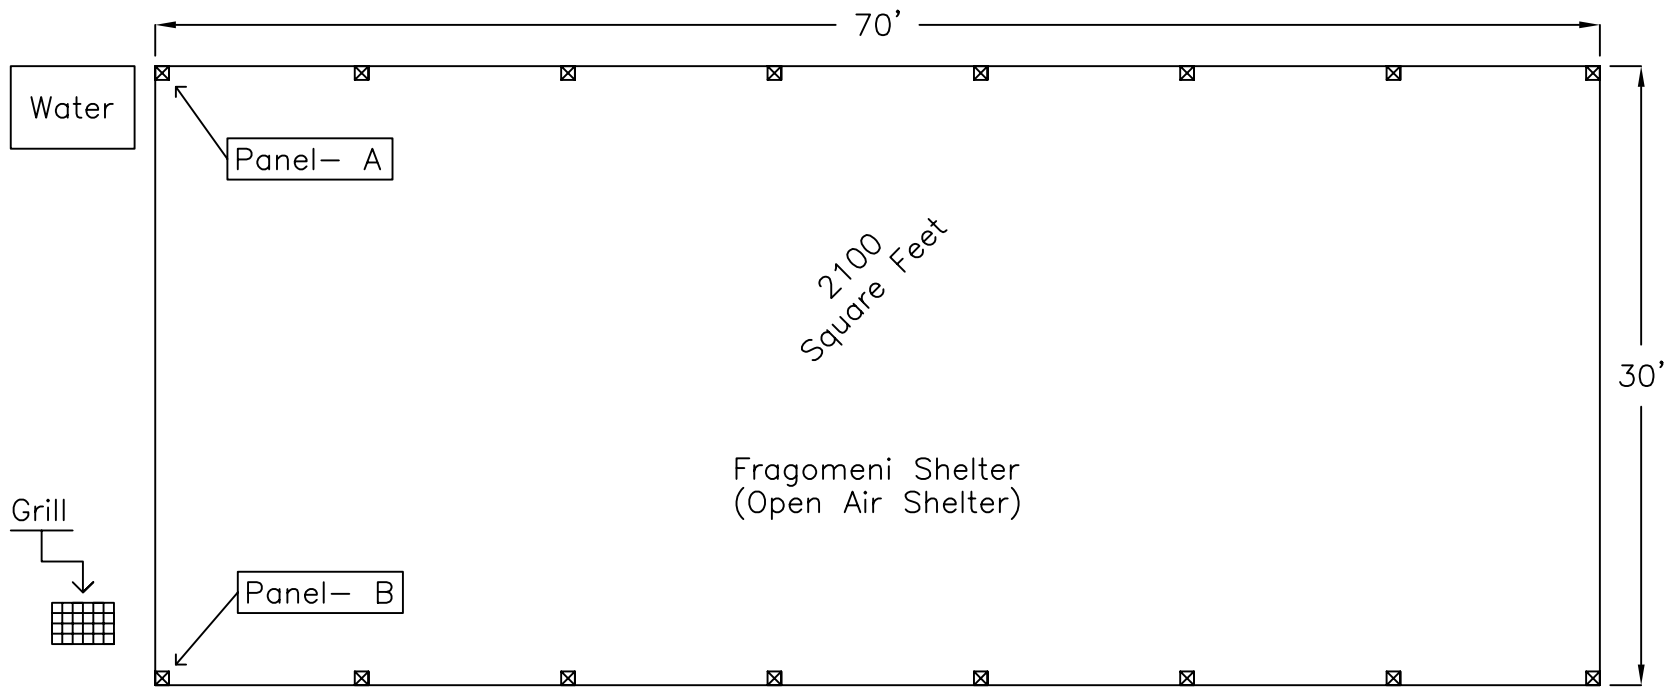 70'
Water
Panel- A
2100
Square Feet
30'
Fragomeni Shelter
(Open Air Shelter)
Grill
Panel- B